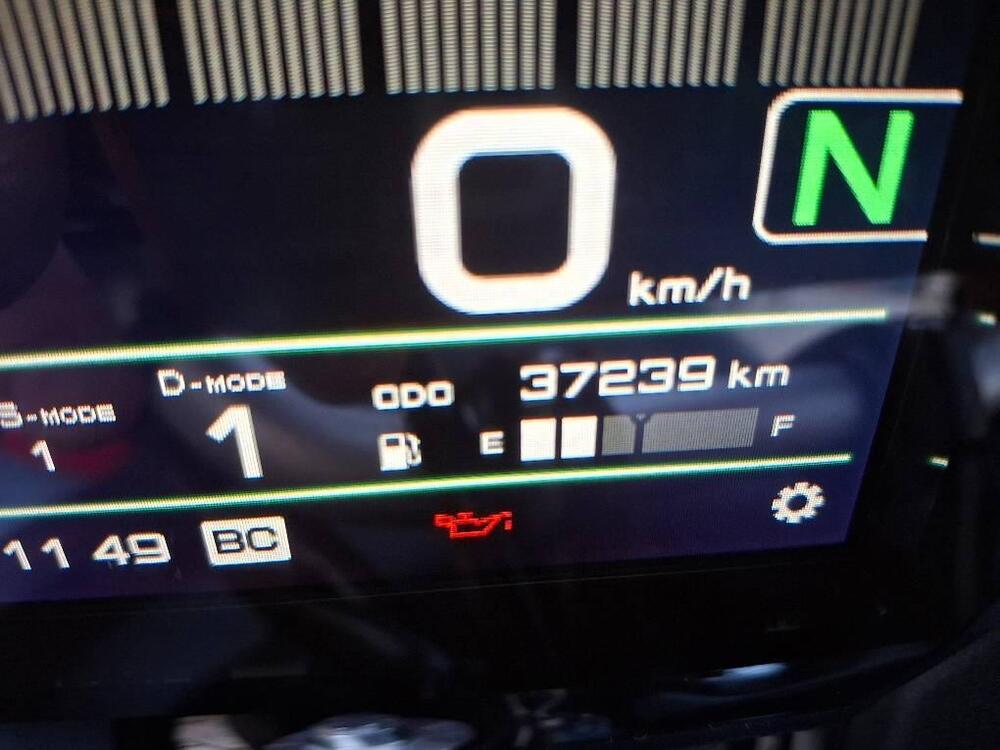 0 N
km/h
D-MODE
S-MODE
ODO 37239 km
1 1
E F
11 49 BC